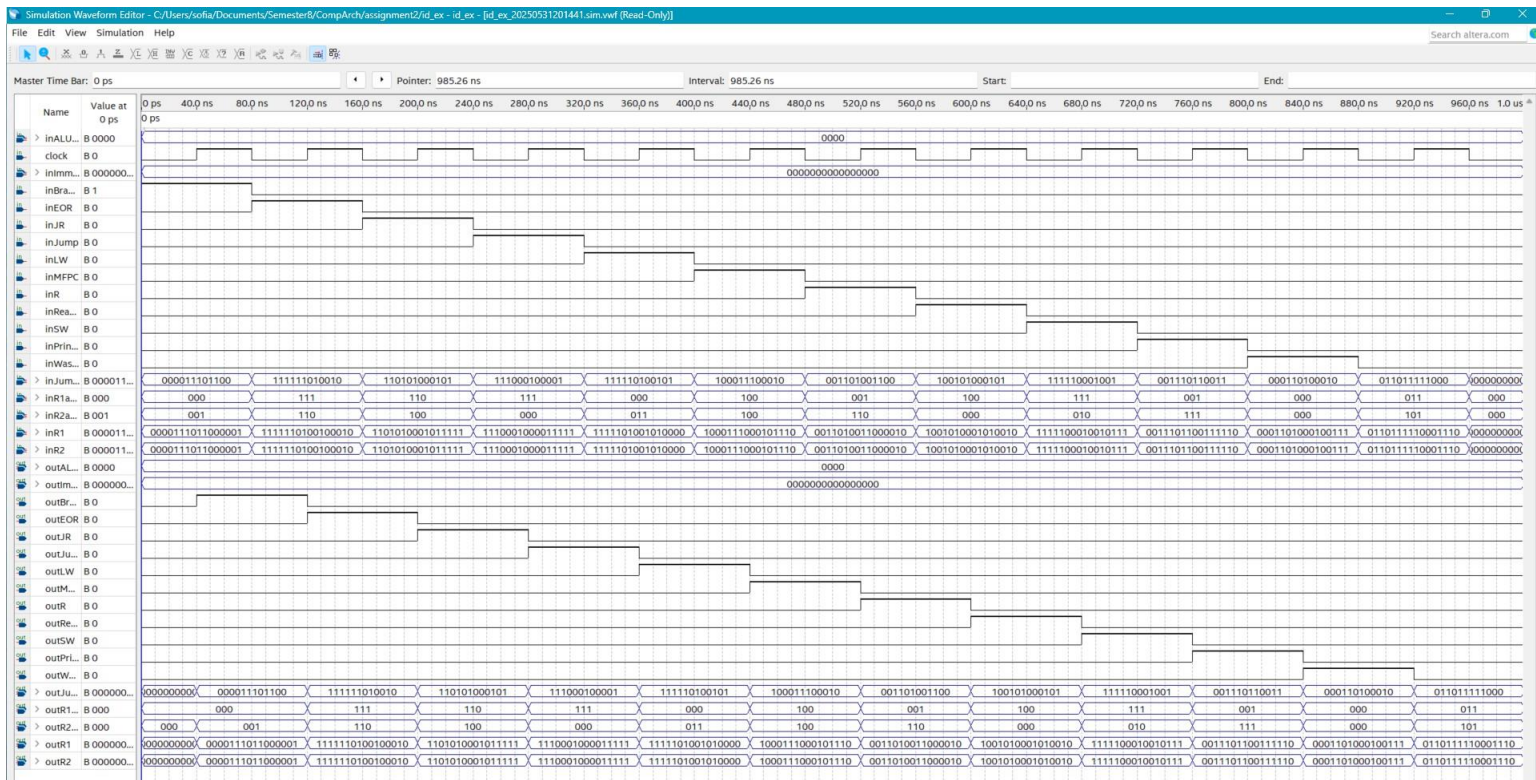 Simulation Waveform Editor - C:/Users/sofia/Documents/Semester8/CompArch/assignment2/id_ex - id_ex - [id_ex_20250531201441.sim.vwf (Read-Only)]
File Edit View Simulation Help
Search altera.com
Master Time Bar: 0 ps Pointer: 985.26 ns Interval: 985.26 ns Start: End:
Name Value at 0 ps
0 ps 40.0 ns 80.0 ns 120.0 ns 160.0 ns 200.0 ns 240.0 ns 280.0 ns 320.0 ns 360.0 ns 400.0 ns 440.0 ns 480.0 ns 520.0 ns 560.0 ns 600.0 ns 640.0 ns 680.0 ns 720.0 ns 760.0 ns 800.0 ns 840.0 ns 880.0 ns 920.0 ns 960.0 ns 1.0 us
0 ps
inALU... B 0000 0000
clock B 0
inImm... B 000000... 0000000000000000
inBra... B 1
inEOR B 0
inJR B 0
inJump B 0
inLW B 0
inMFPC B 0
inR B 0
inRea... B 0
inSW B 0
inPrin... B 0
inWas... B 0
inJum... B 000011... 000011101100 111111010010 110101000101 111000100001 111110100101 100011100010 001101001100 100101000101 111110001001 001110110011 000110100010 011011111000 000000000
inR1a... B 000 000 111 110 111 000 100 001 100 111 001 000 011 000
inR2a... B 001 001 110 100 000 011 100 110 000 010 111 000 101 000
inR1 B 000011... 0000111011000001 1111110100100010 1101010001011111 1110001000011111 1111101001010000 1000111000101110 0011010011000010 1001010001010010 1111100010010111 0011101100111110 0001101000100111 0110111110001110 000000000
inR2 B 000011... 0000111011000001 1111110100100010 1101010001011111 1110001000011111 1111101001010000 1000111000101110 0011010011000010 1001010001010010 1111100010010111 0011101100111110 0001101000100111 0110111110001110 000000000
outAL... B 0000 0000
outIm... B 000000... 0000000000000000
outBr... B 0
outEOR B 0
outJR B 0
outJu... B 0
outLW B 0
outM... B 0
outR B 0
outRe... B 0
outSW B 0
outPri... B 0
outW... B 0
outJu... B 000000... 000000000 000011101100 111111010010 110101000101 111000100001 111110100101 100011100010 001101001100 100101000101 111110001001 001110110011 000110100010 011011111000
outR1... B 000 000 111 110 111 000 100 001 100 111 001 000 011
outR2... B 000 000 001 110 100 000 011 100 110 000 010 111 000 101
outR1 B 000000... 000000000 0000111011000001 1111110100100010 1101010001011111 1110001000011111 1111101001010000 1000111000101110 0011010011000010 1001010001010010 1111100010010111 0011101100111110 0001101000100111 0110111110001110
outR2 B 000000... 000000000 0000111011000001 1111110100100010 1101010001011111 1110001000011111 1111101001010000 1000111000101110 0011010011000010 1001010001010010 1111100010010111 0011101100111110 0001101000100111 0110111110001110